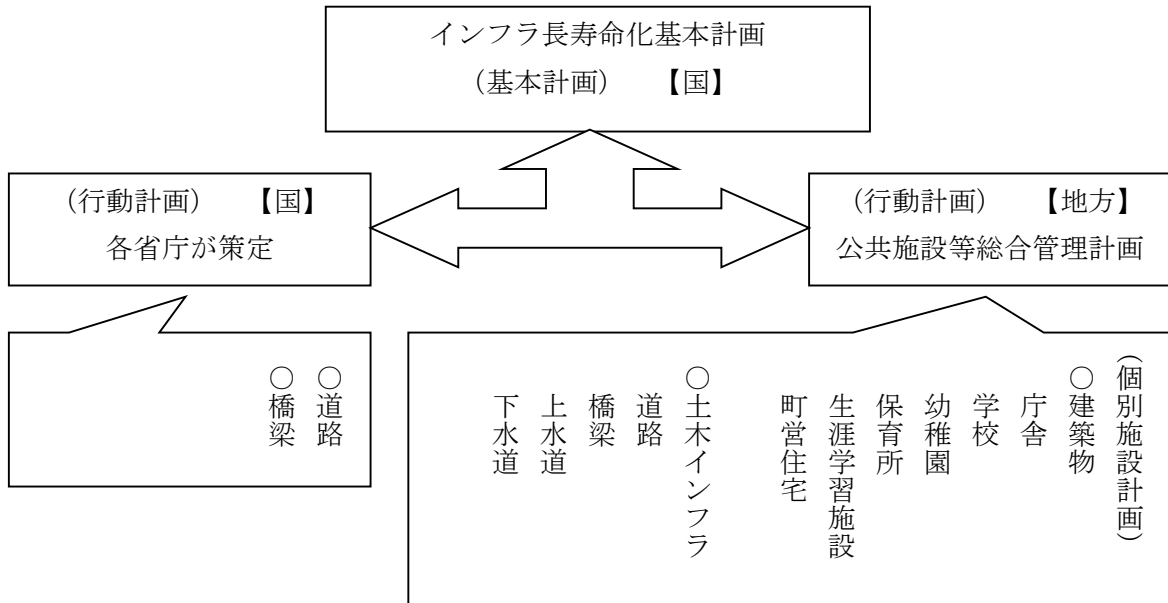 インフラ長寿命化基本計画
(基本計画)　【国】
(行動計画)　【国】
各省庁が策定
(行動計画)　【地方】
公共施設等総合管理計画
○道路
○橋梁
(個別施設計画)
○建築物
庁舎
学校
幼稚園
保育所
生涯学習施設
町営住宅
○土木インフラ
道路
橋梁
上水道
下水道